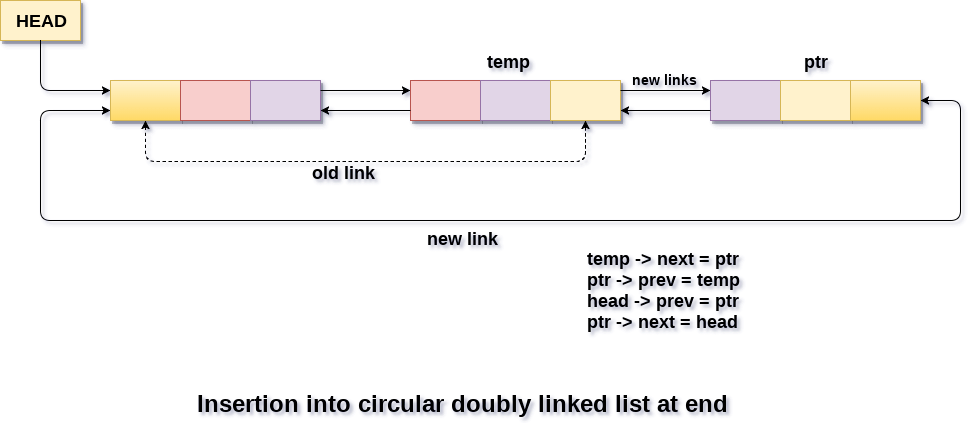 HEAD
temp
ptr
new links
old link
new link
temp -> next = ptr
ptr -> prev = temp
head -> prev = ptr
ptr -> next = head
Insertion into circular doubly linked list at end